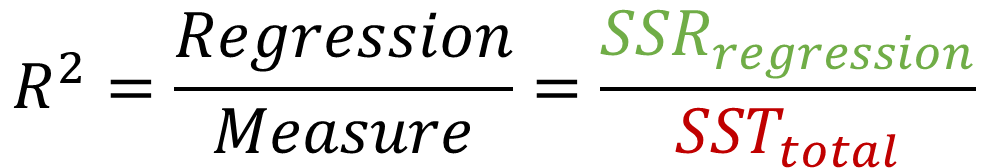 R² = Regression / Measure = SSR_regression / SST_total